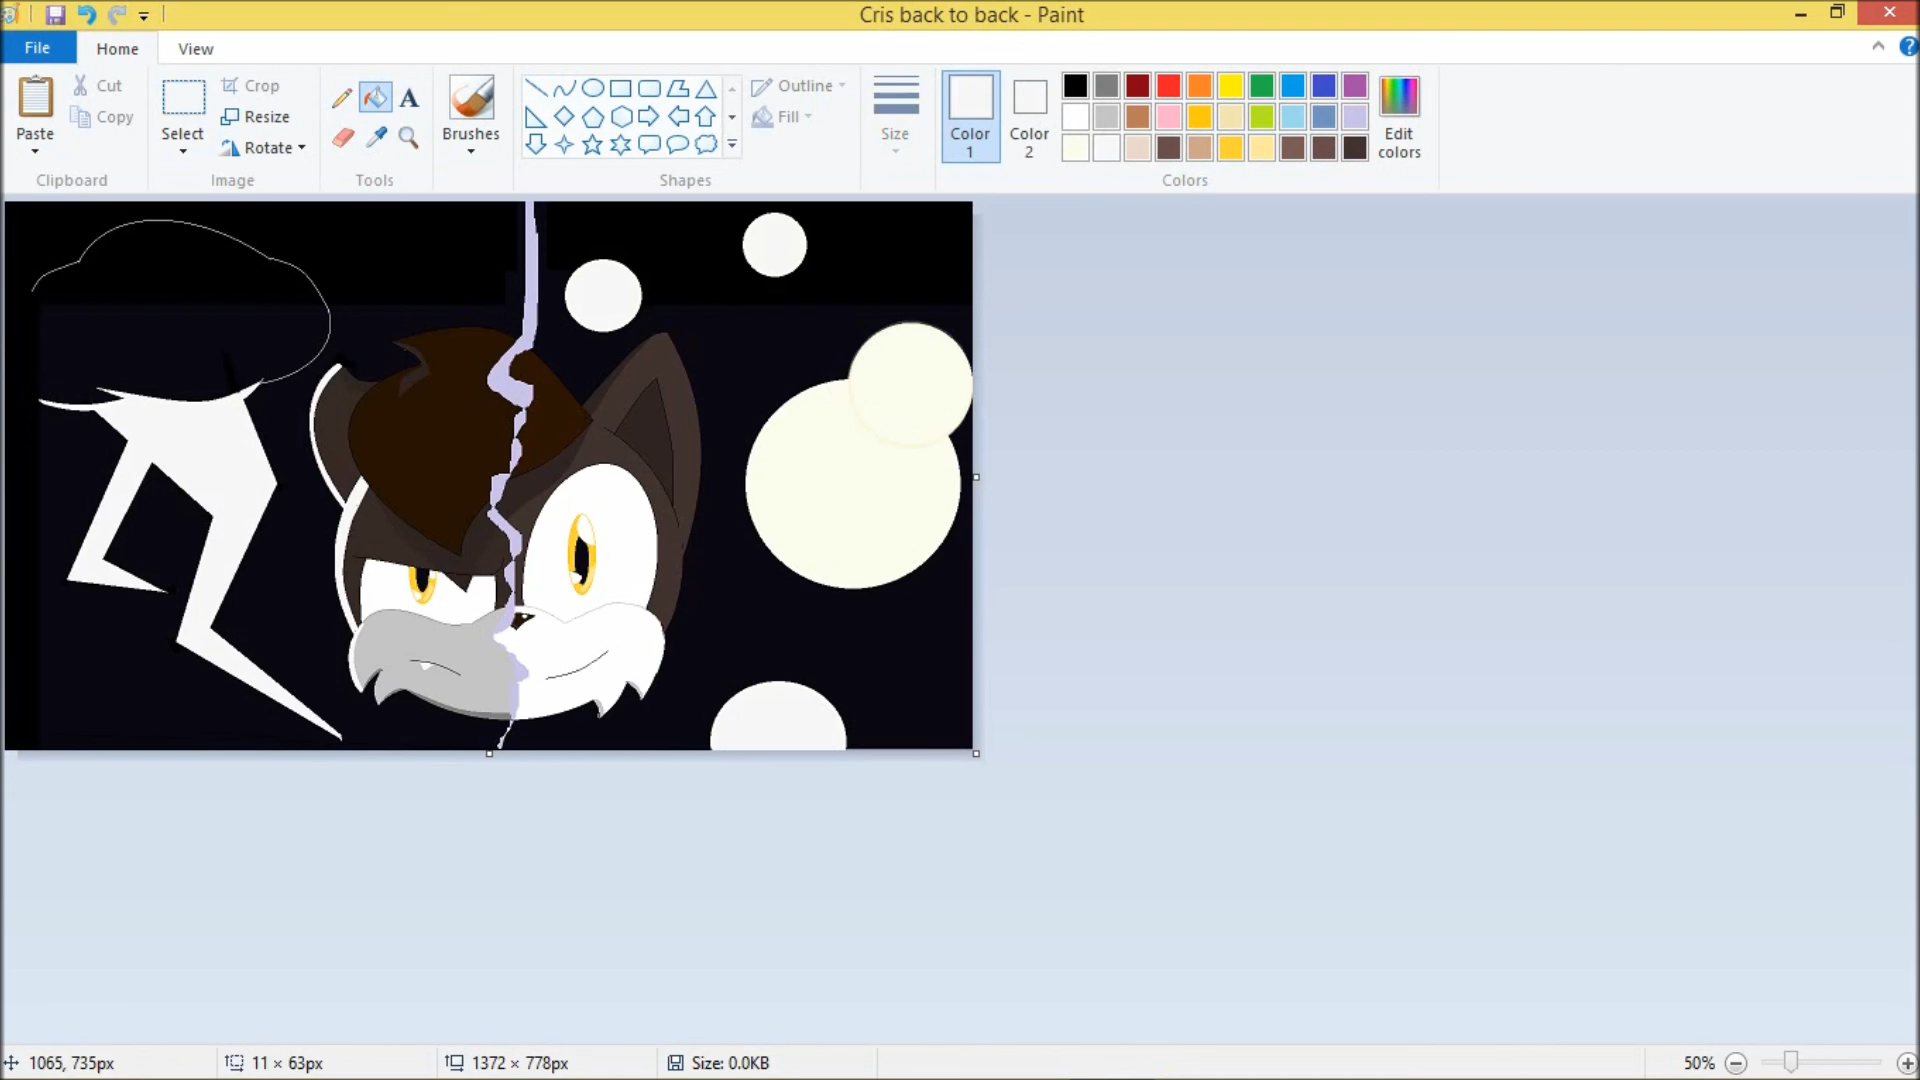 Cris back to back - Paint
File
Home
View
Paste
Cut
Copy
Clipboard
Select
Crop
Resize
Rotate
Image
A
Tools
Brushes
Shapes
Outline
Fill
Size
Color
1
Color
2
Edit
colors
Colors
1065, 735px
11 × 63px
1372 × 778px
Size: 0.0KB
50%